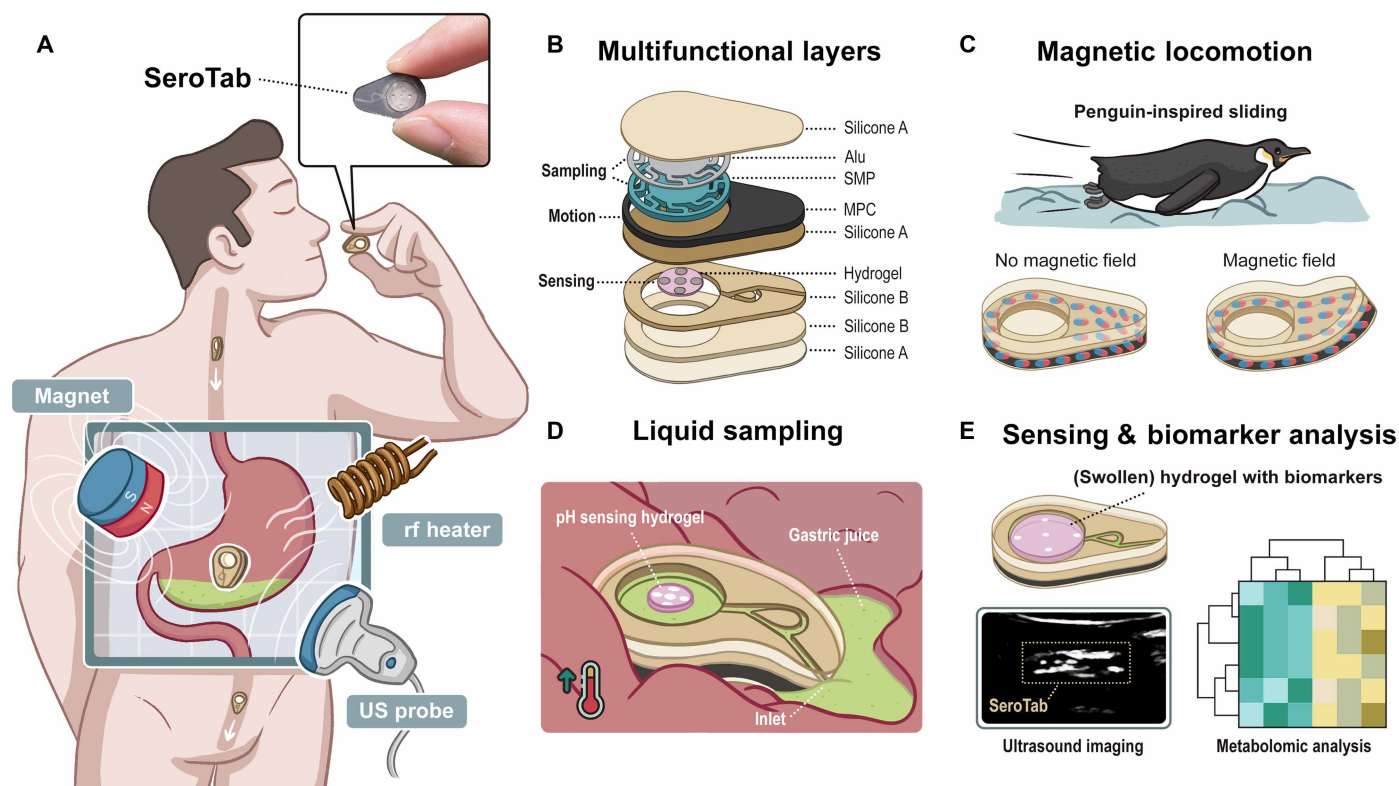 A
SeroTab
Magnet
S
N
rf heater
US probe
B
Multifunctional layers
Silicone A
Alu
Sampling
SMP
Motion
MPC
Silicone A
Sensing
Hydrogel
Silicone B
Silicone B
Silicone A
C
Magnetic locomotion
Penguin-inspired sliding
No magnetic field
Magnetic field
D
Liquid sampling
pH sensing hydrogel
Gastric juice
Inlet
E
Sensing & biomarker analysis
(Swollen) hydrogel with biomarkers
SeroTab
Ultrasound imaging
Metabolomic analysis